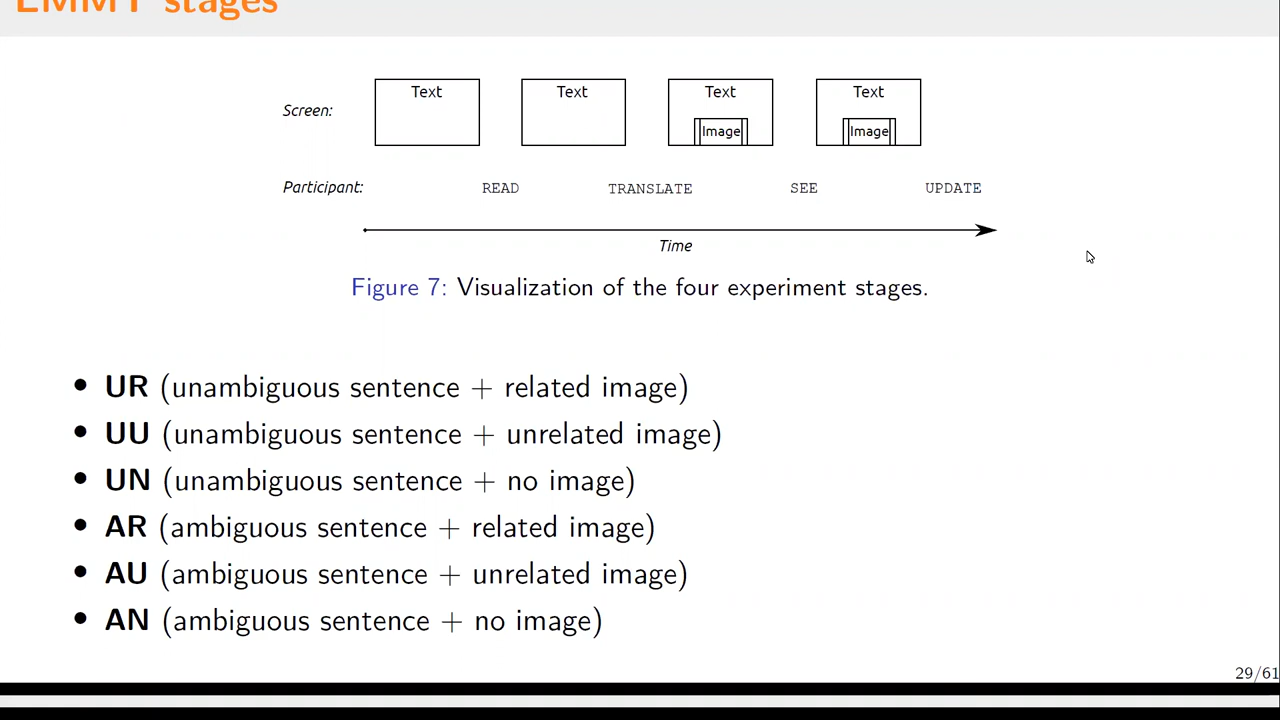 EMMT stages
Text Text Text Text
Screen:
Image Image
Participant: READ TRANSLATE SEE UPDATE
Time
Figure 7: Visualization of the four experiment stages.
• UR (unambiguous sentence + related image)
• UU (unambiguous sentence + unrelated image)
• UN (unambiguous sentence + no image)
• AR (ambiguous sentence + related image)
• AU (ambiguous sentence + unrelated image)
• AN (ambiguous sentence + no image)
29/61